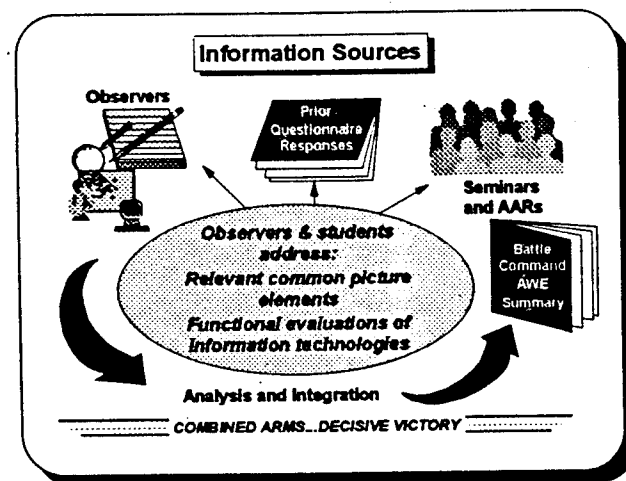 Information Sources
Observers
Prior
Questionnaire
Responses
Seminars
and AARs
Observers & students
address:
Relevant common picture
elements
Functional evaluations of
Information technologies
Battle
Command
AWE
Summary
Analysis and Integration
COMBINED ARMS...DECISIVE VICTORY